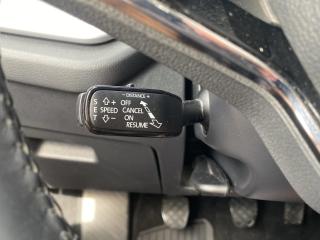 − DISTANCE +
S ⇧+ OFF
E SPEED CANCEL
T ⇩− ON
RESUME